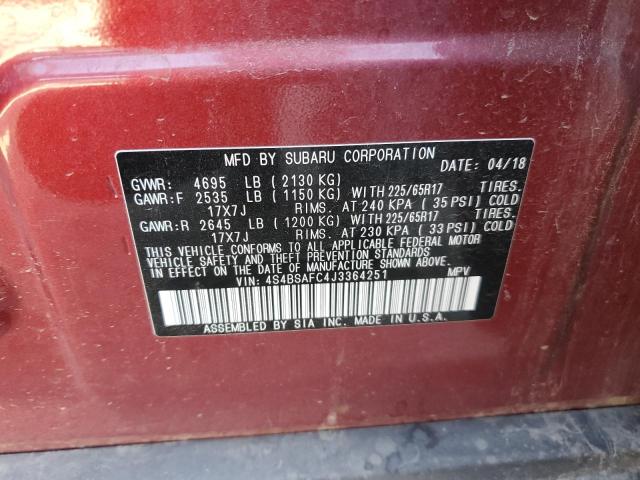 MFD BY SUBARU CORPORATION
DATE: 04/18
GVWR: 4695 LB ( 2130 KG)
GAWR:F 2535 LB ( 1150 KG) WITH 225/65R17 TIRES.
17X7J RIMS. AT 240 KPA ( 35 PSI) COLD
GAWR:R 2645 LB ( 1200 KG) WITH 225/65R17 TIRES.
17X7J RIMS. AT 230 KPA ( 33 PSI) COLD
THIS VEHICLE CONFORMS TO ALL APPLICABLE FEDERAL MOTOR
VEHICLE SAFETY AND THEFT PREVENTION STANDARDS
IN EFFECT ON THE DATE OF MANUFACTURE SHOWN ABOVE.
VIN: 4S4BSAFC4J3364251 MPV
ASSEMBLED BY SIA INC. MADE IN U.S.A.